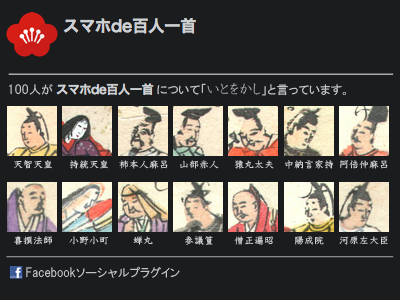 スマホde百人一首
100人が スマホde百人一首 について「いとをかし」と言っています。
天智天皇 持統天皇 柿本人麻呂 山部赤人 猿丸太夫 中納言家持 阿倍仲麻呂
喜撰法師 小野小町 蝉丸 参議篁 僧正遍昭 陽成院 河原左大臣
Facebookソーシャルプラグイン